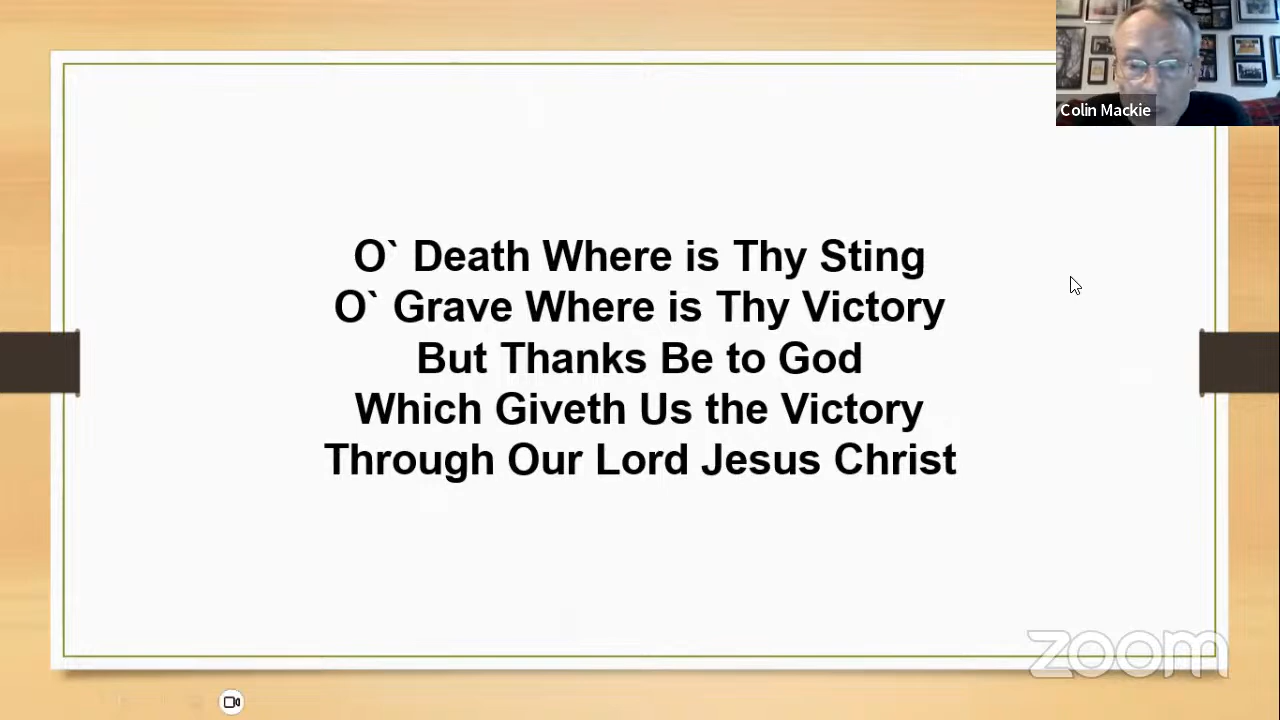 Colin Mackie
O` Death Where is Thy Sting
O` Grave Where is Thy Victory
But Thanks Be to God
Which Giveth Us the Victory
Through Our Lord Jesus Christ
zoom